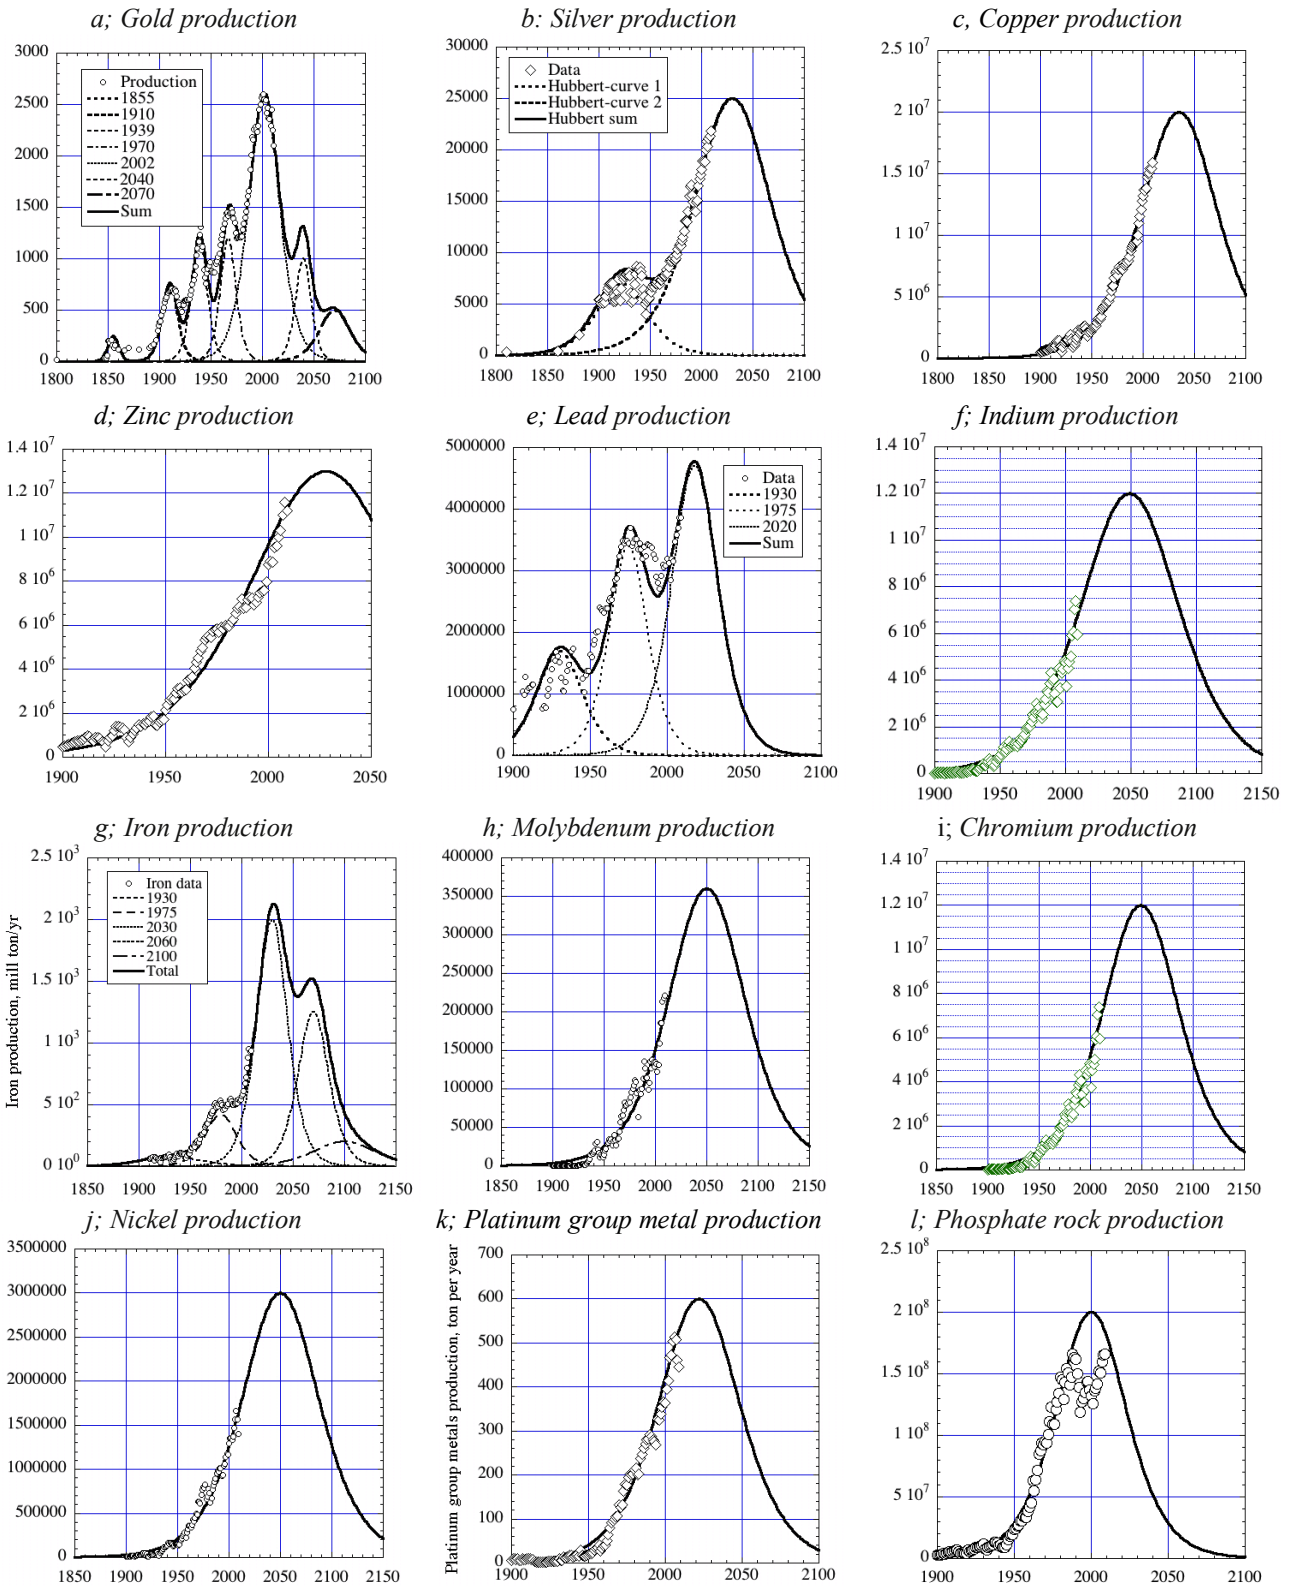 a; Gold production
b: Silver production
c, Copper production
3000
2500
2000
1500
1000
500
0
Production
1855
1910
1939
1970
2002
2040
2070
Sum
1800 1850 1900 1950 2000 2050 2100
30000
25000
20000
15000
10000
5000
0
Data
Hubbert-curve 1
Hubbert-curve 2
Hubbert sum
1800 1850 1900 1950 2000 2050 2100
2.5 10⁷
2 10⁷
1.5 10⁷
1 10⁷
5 10⁶
0
1800 1850 1900 1950 2000 2050 2100
d; Zinc production
e; Lead production
f; Indium production
1.4 10⁷
1.2 10⁷
1 10⁷
8 10⁶
6 10⁶
4 10⁶
2 10⁶
0
1900 1950 2000 2050
5000000
4000000
3000000
2000000
1000000
0
Data
1930
1975
2020
Sum
1900 1950 2000 2050 2100
1.4 10⁷
1.2 10⁷
1 10⁷
8 10⁶
6 10⁶
4 10⁶
2 10⁶
0
1900 1950 2000 2050 2100 2150
g; Iron production
h; Molybdenum production
i; Chromium production
Iron production, mill ton/yr
2.5 10³
2 10³
1.5 10³
1 10³
5 10²
0 10⁰
Iron data
1930
1975
2030
2060
2100
Total
1850 1900 1950 2000 2050 2100 2150
400000
350000
300000
250000
200000
150000
100000
50000
0
1850 1900 1950 2000 2050 2100 2150
1.4 10⁷
1.2 10⁷
1 10⁷
8 10⁶
6 10⁶
4 10⁶
2 10⁶
0
1850 1900 1950 2000 2050 2100 2150
j; Nickel production
k; Platinum group metal production
l; Phosphate rock production
3500000
3000000
2500000
2000000
1500000
1000000
500000
0
1850 1900 1950 2000 2050 2100 2150
Platinum group metals production, ton per year
700
600
500
400
300
200
100
0
1900 1950 2000 2050 2100
2.5 10⁸
2 10⁸
1.5 10⁸
1 10⁸
5 10⁷
0
1900 1950 2000 2050 2100